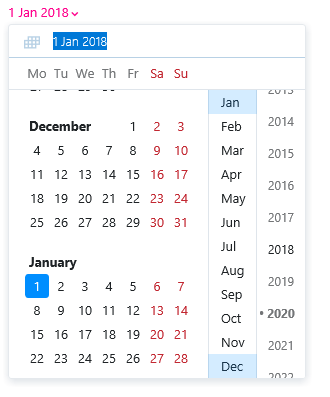 1 Jan 2018
1 Jan 2018
Mo Tu We Th Fr Sa Su
December 1 2 3
4 5 6 7 8 9 10
11 12 13 14 15 16 17
18 19 20 21 22 23 24
25 26 27 28 29 30 31
January
1 2 3 4 5 6 7
8 9 10 11 12 13 14
15 16 17 18 19 20 21
22 23 24 25 26 27 28
Jan
Feb
Mar
Apr
May
Jun
Jul
Aug
Sep
Oct
Nov
Dec
2014
2015
2016
2017
2018
2019
• 2020
2021